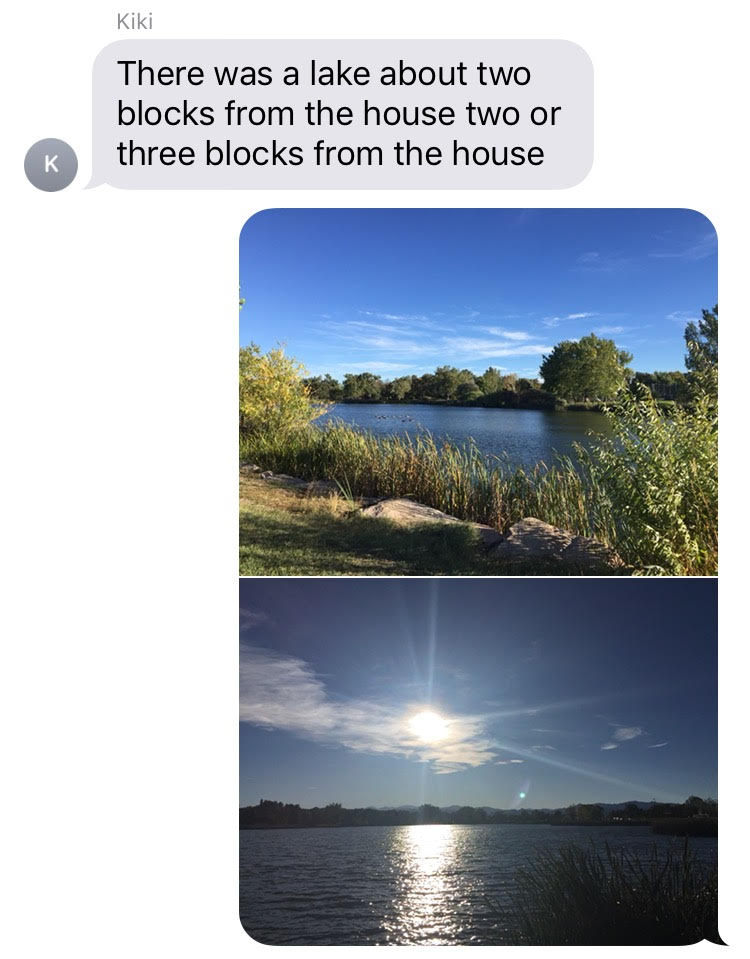 Kiki
There was a lake about two
blocks from the house two or
three blocks from the house
K